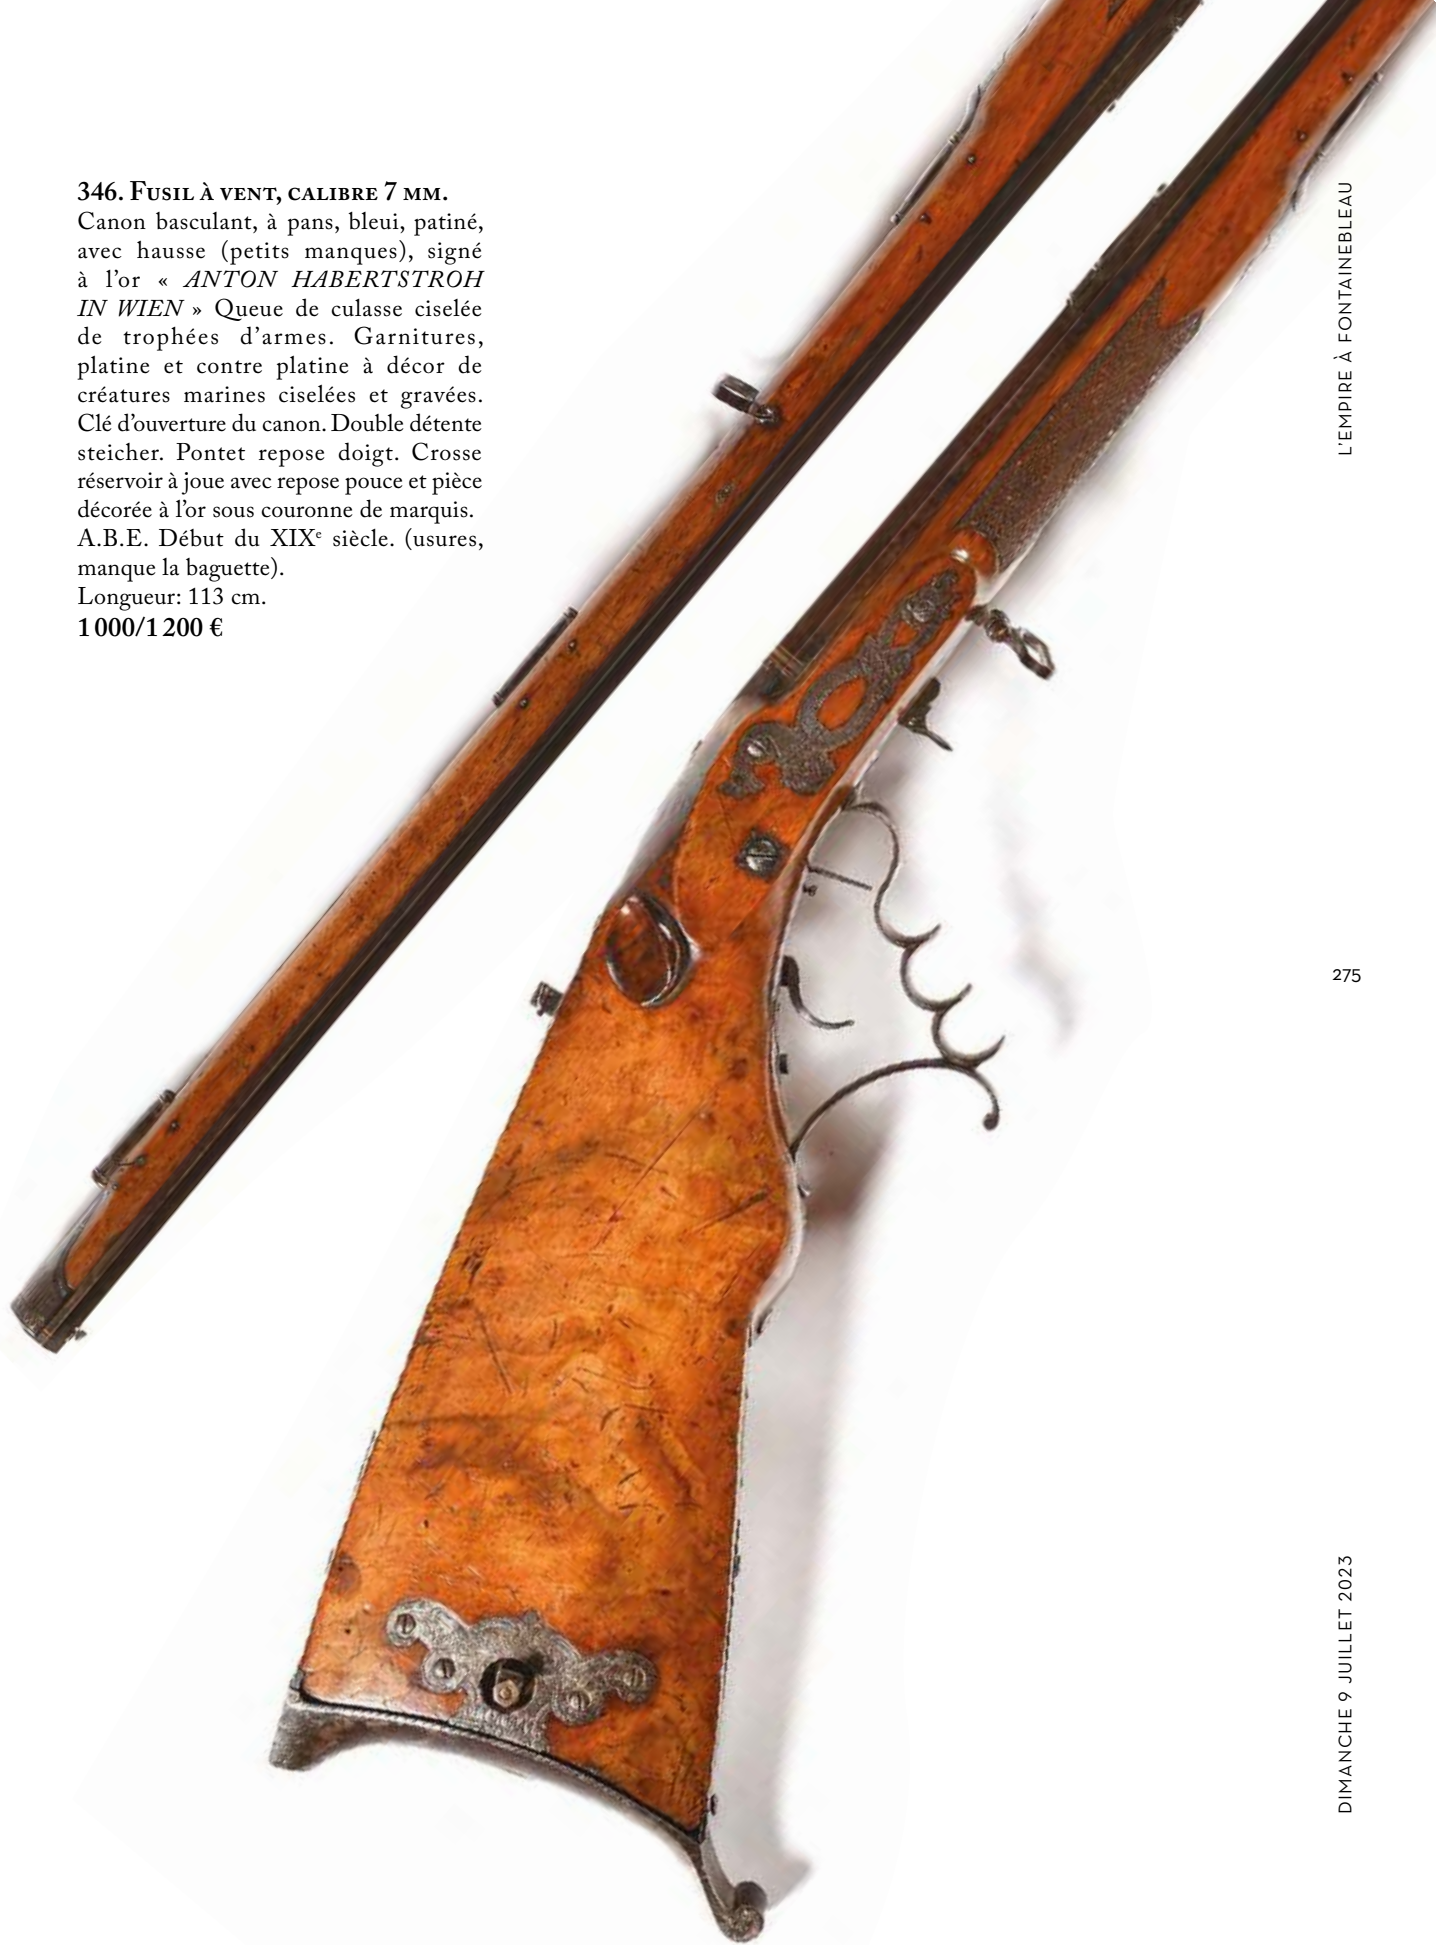 346. Fusil à vent, calibre 7 mm.
Canon basculant, à pans, bleui, patiné,
avec hausse (petits manques), signé
à l'or « ANTON HABERTSTROH
IN WIEN » Queue de culasse ciselée
de trophées d'armes. Garnitures,
platine et contre platine à décor de
créatures marines ciselées et gravées.
Clé d'ouverture du canon. Double détente
steicher. Pontet repose doigt. Crosse
réservoir à joue avec repose pouce et pièce
décorée à l'or sous couronne de marquis.
A.B.E. Début du XIXe siècle. (usures,
manque la baguette).
Longueur: 113 cm.
1 000/1 200 €
L'EMPIRE À FONTAINEBLEAU
275
DIMANCHE 9 JUILLET 2023